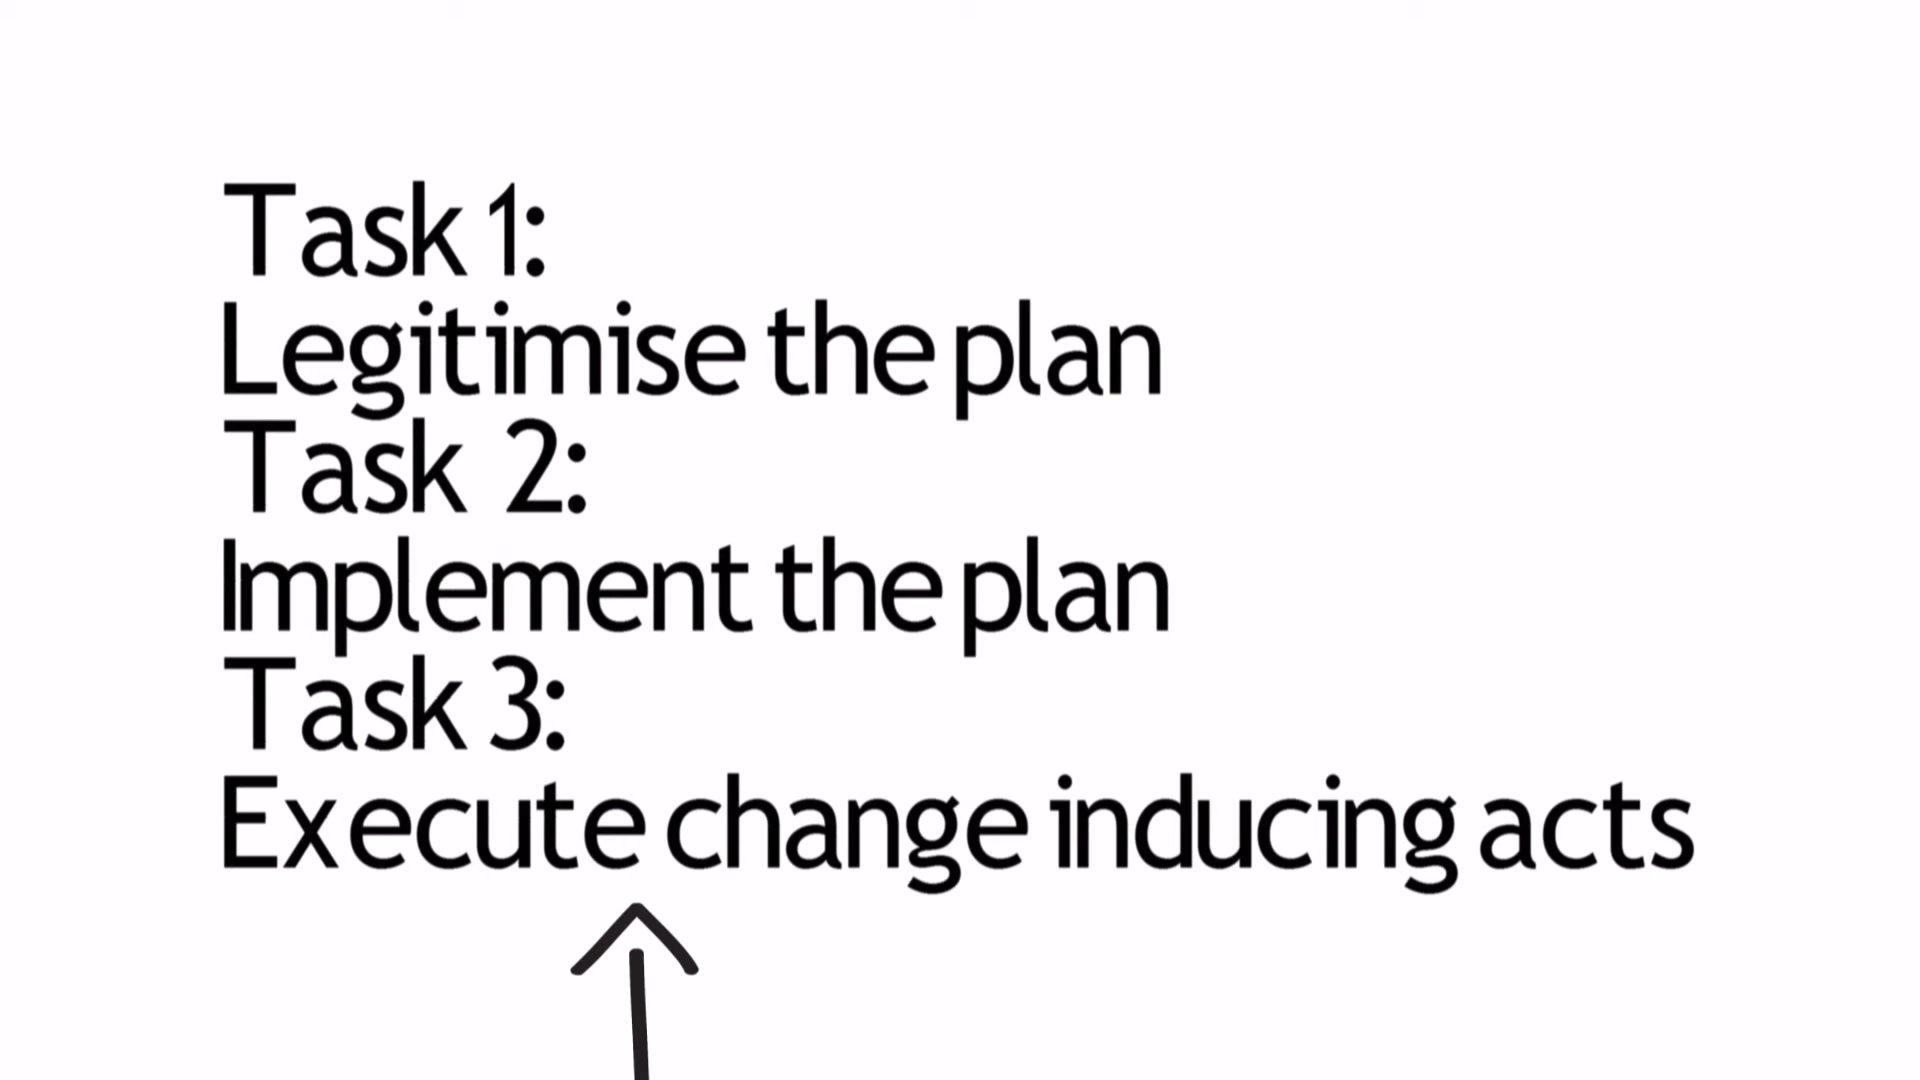 Task 1:
Legitimise the plan
Task 2:
Implement the plan
Task 3:
Execute change inducing acts